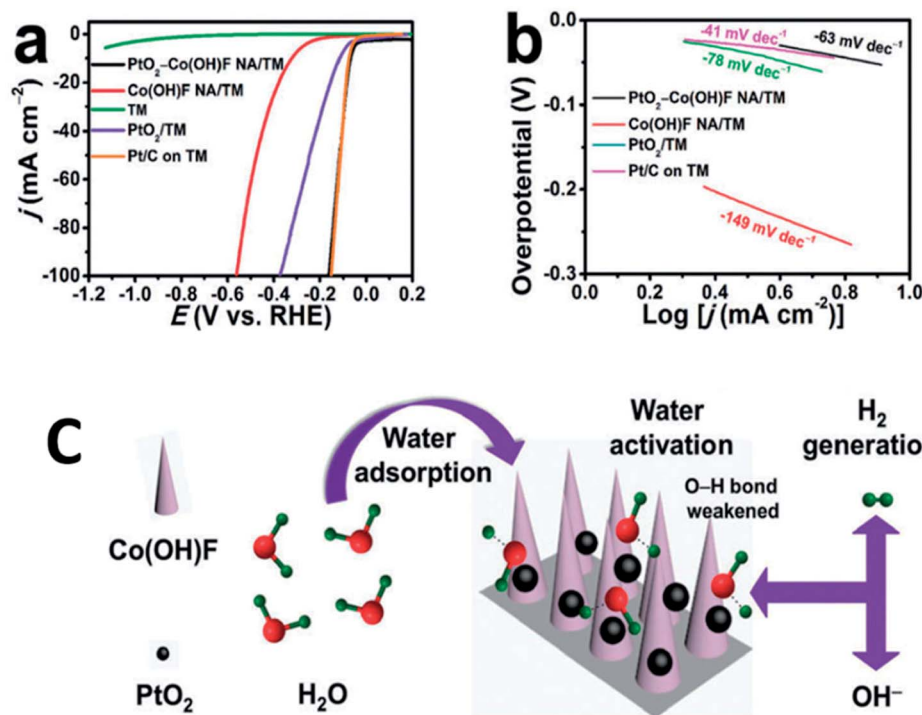 a
j (mA cm⁻²)
0
-20
-40
-60
-80
-100
PtO₂–Co(OH)F NA/TM
Co(OH)F NA/TM
TM
PtO₂/TM
Pt/C on TM
-1.2
-1.0
-0.8
-0.6
-0.4
-0.2
0.0
0.2
E (V vs. RHE)
b
Overpotential (V)
0.0
-0.1
-0.2
-0.3
-41 mV dec⁻¹
-63 mV dec⁻¹
-78 mV dec⁻¹
PtO₂–Co(OH)F NA/TM
Co(OH)F NA/TM
PtO₂/TM
Pt/C on TM
-149 mV dec⁻¹
0.0
0.2
0.4
0.6
0.8
1.0
Log [j (mA cm⁻²)]
C
Co(OH)F
PtO₂
Water
adsorption
H₂O
Water
activation
O–H bond
weakened
H₂
generatio
OH⁻